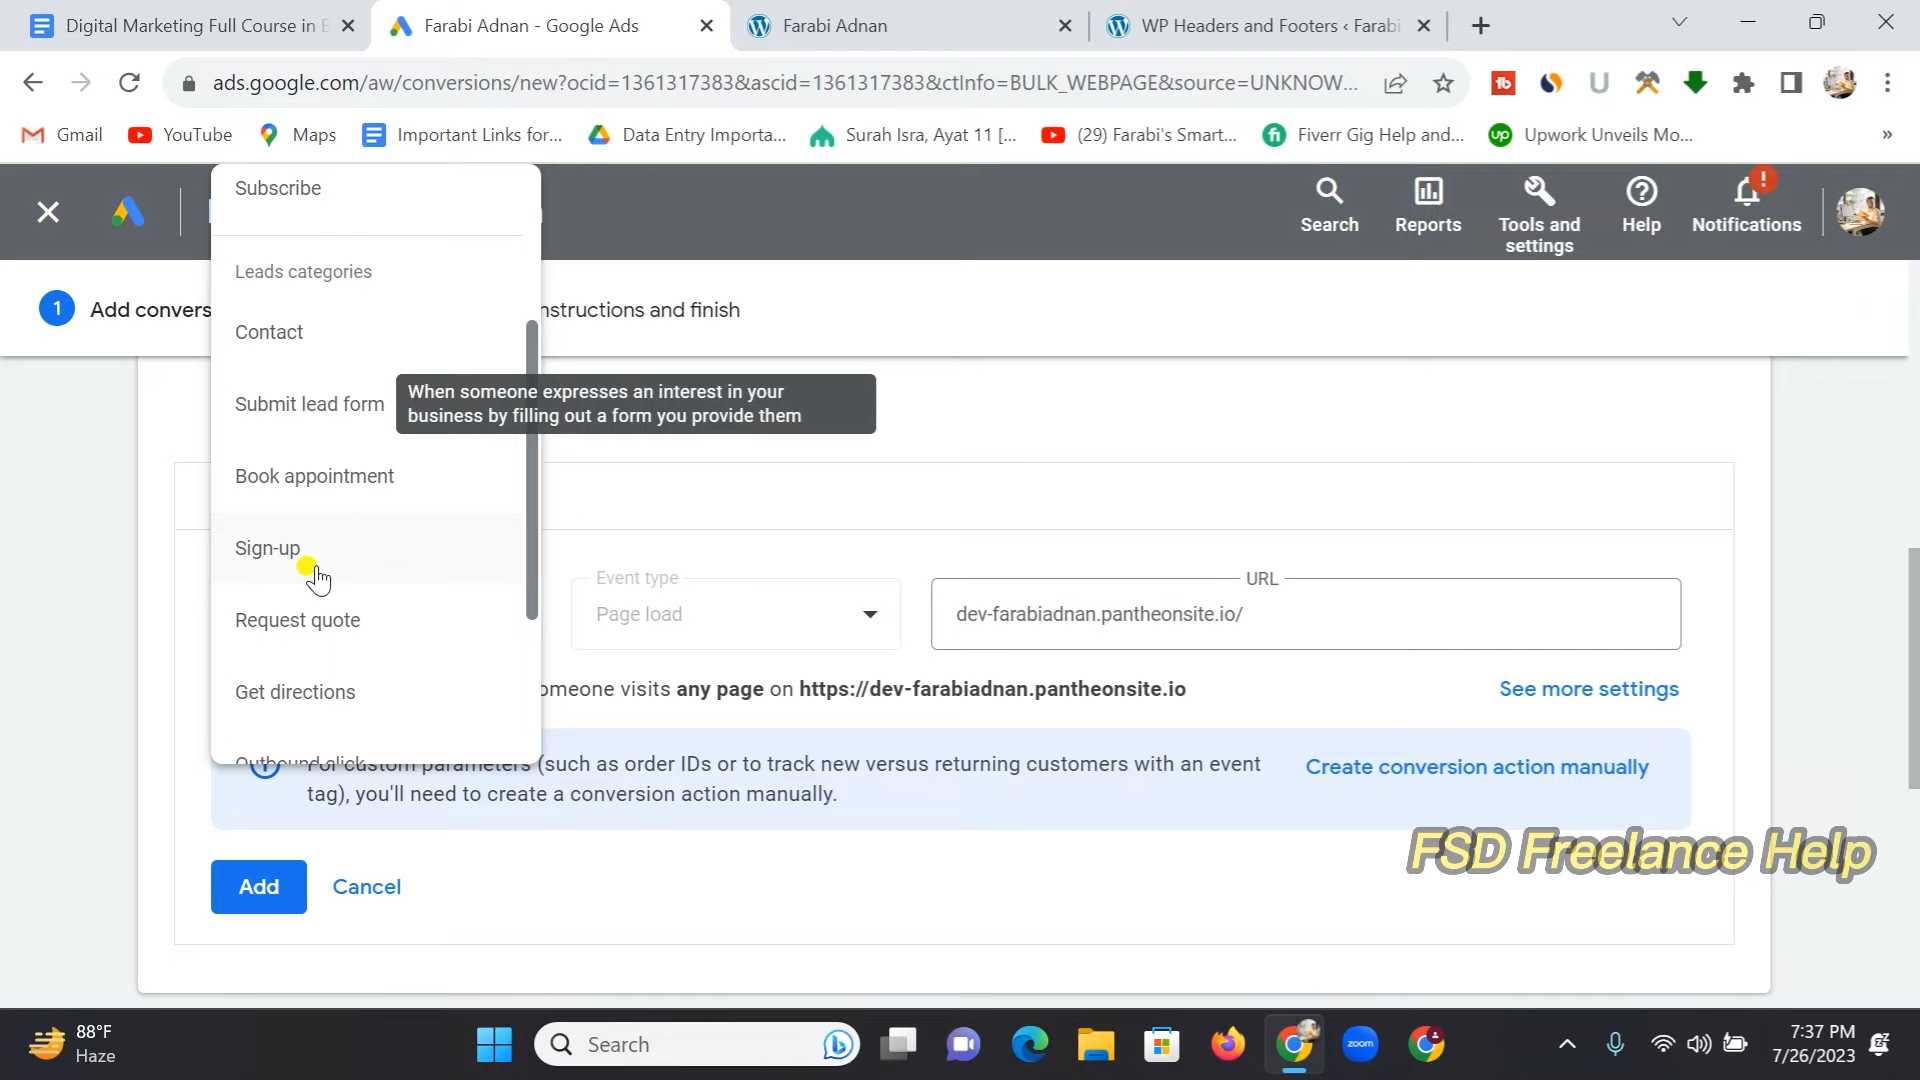 Digital Marketing Full Course in
Farabi Adnan - Google Ads
Farabi Adnan
WP Headers and Footers ‹ Farabi
ads.google.com/aw/conversions/new?ocid=1361317383&ascid=1361317383&ctInfo=BULK_WEBPAGE&source=UNKNOW...
Gmail
YouTube
Maps
Important Links for...
Data Entry Importa...
Surah Isra, Ayat 11 [...
(29) Farabi's Smart...
Fiverr Gig Help and...
Upwork Unveils Mo...
»
Search
Reports
Tools and
settings
Help
Notifications
Subscribe
Leads categories
1 Add convers
nstructions and finish
Contact
Submit lead form
When someone expresses an interest in your
business by filling out a form you provide them
Book appointment
Sign-up
Request quote
Get directions
Outbound click
Event type
Page load
URL
dev-farabiadnan.pantheonsite.io/
omeone visits any page on https://dev-farabiadnan.pantheonsite.io
See more settings
For custom parameters (such as order IDs or to track new versus returning customers with an event
tag), you'll need to create a conversion action manually.
Create conversion action manually
FSD Freelance Help
Add
Cancel
88°F
Haze
Search
zoom
7:37 PM
7/26/2023